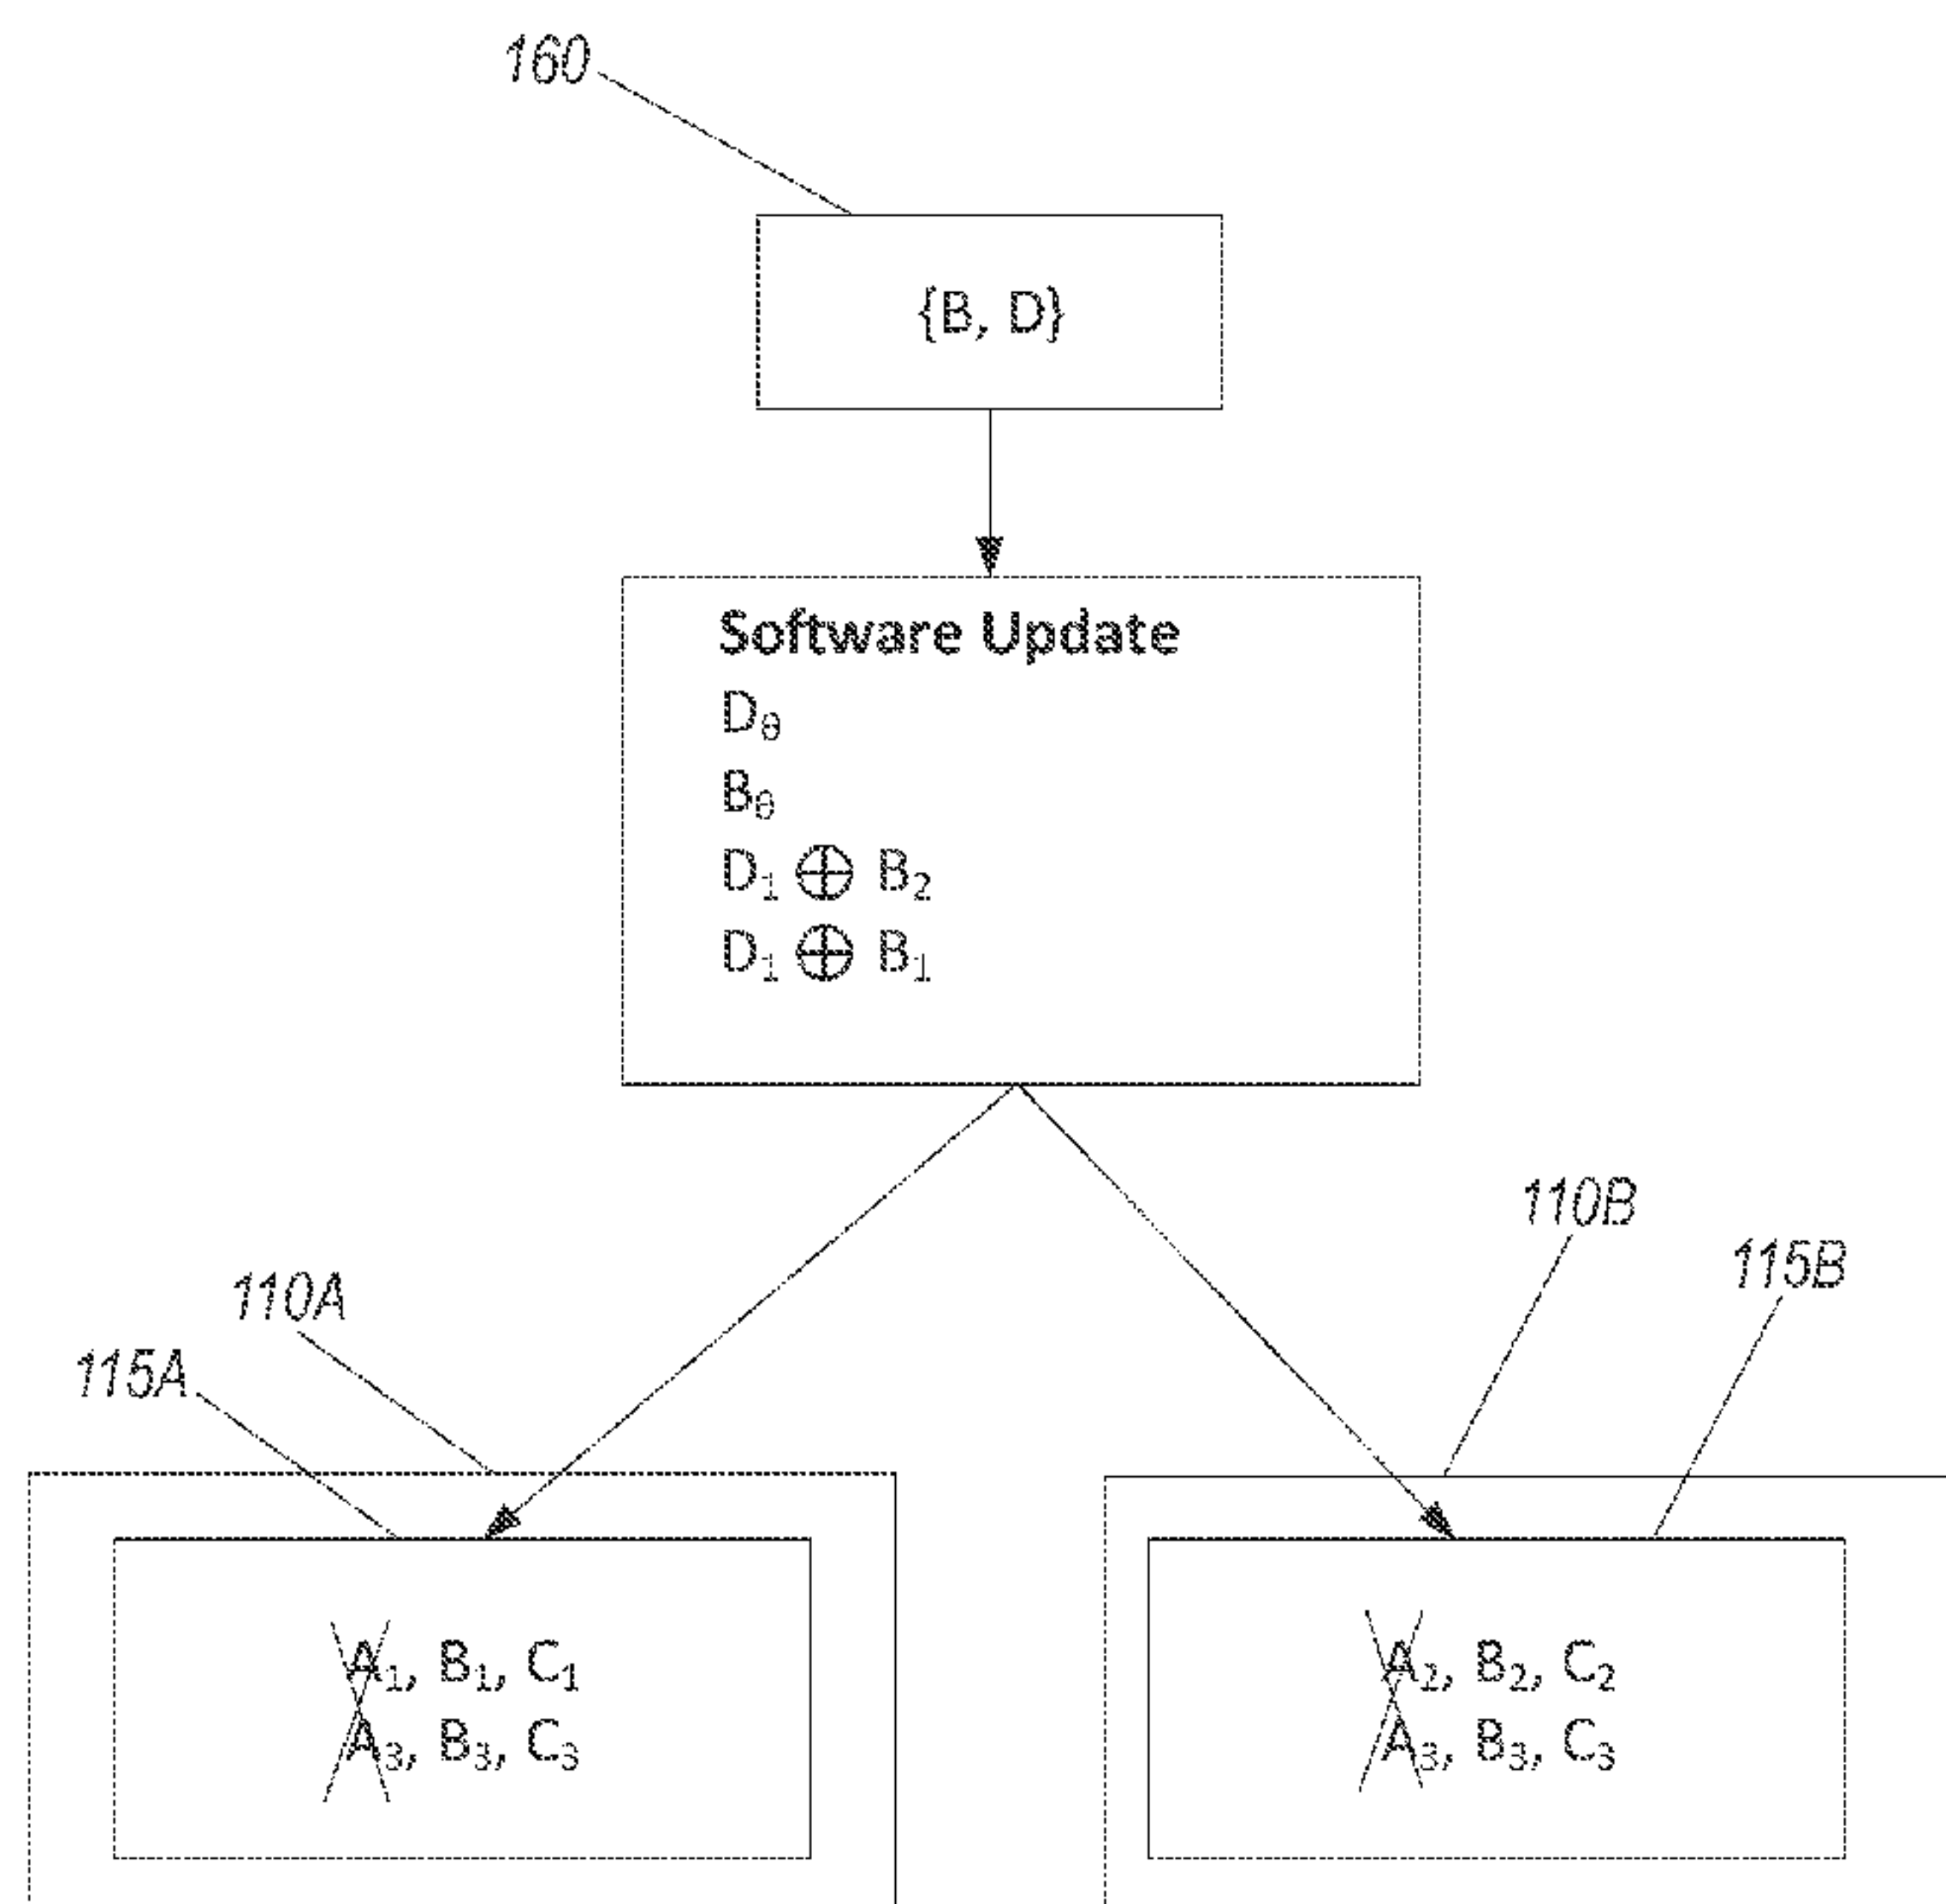 160
{B, D}
Software Update
D₀
B₀
D₁ ⊕ B₂
D₁ ⊕ B₁
110B
115B
110A
115A
A₁, B₁, C₁
A₃, B₃, C₃
A₂, B₂, C₂
A₃, B₃, C₃